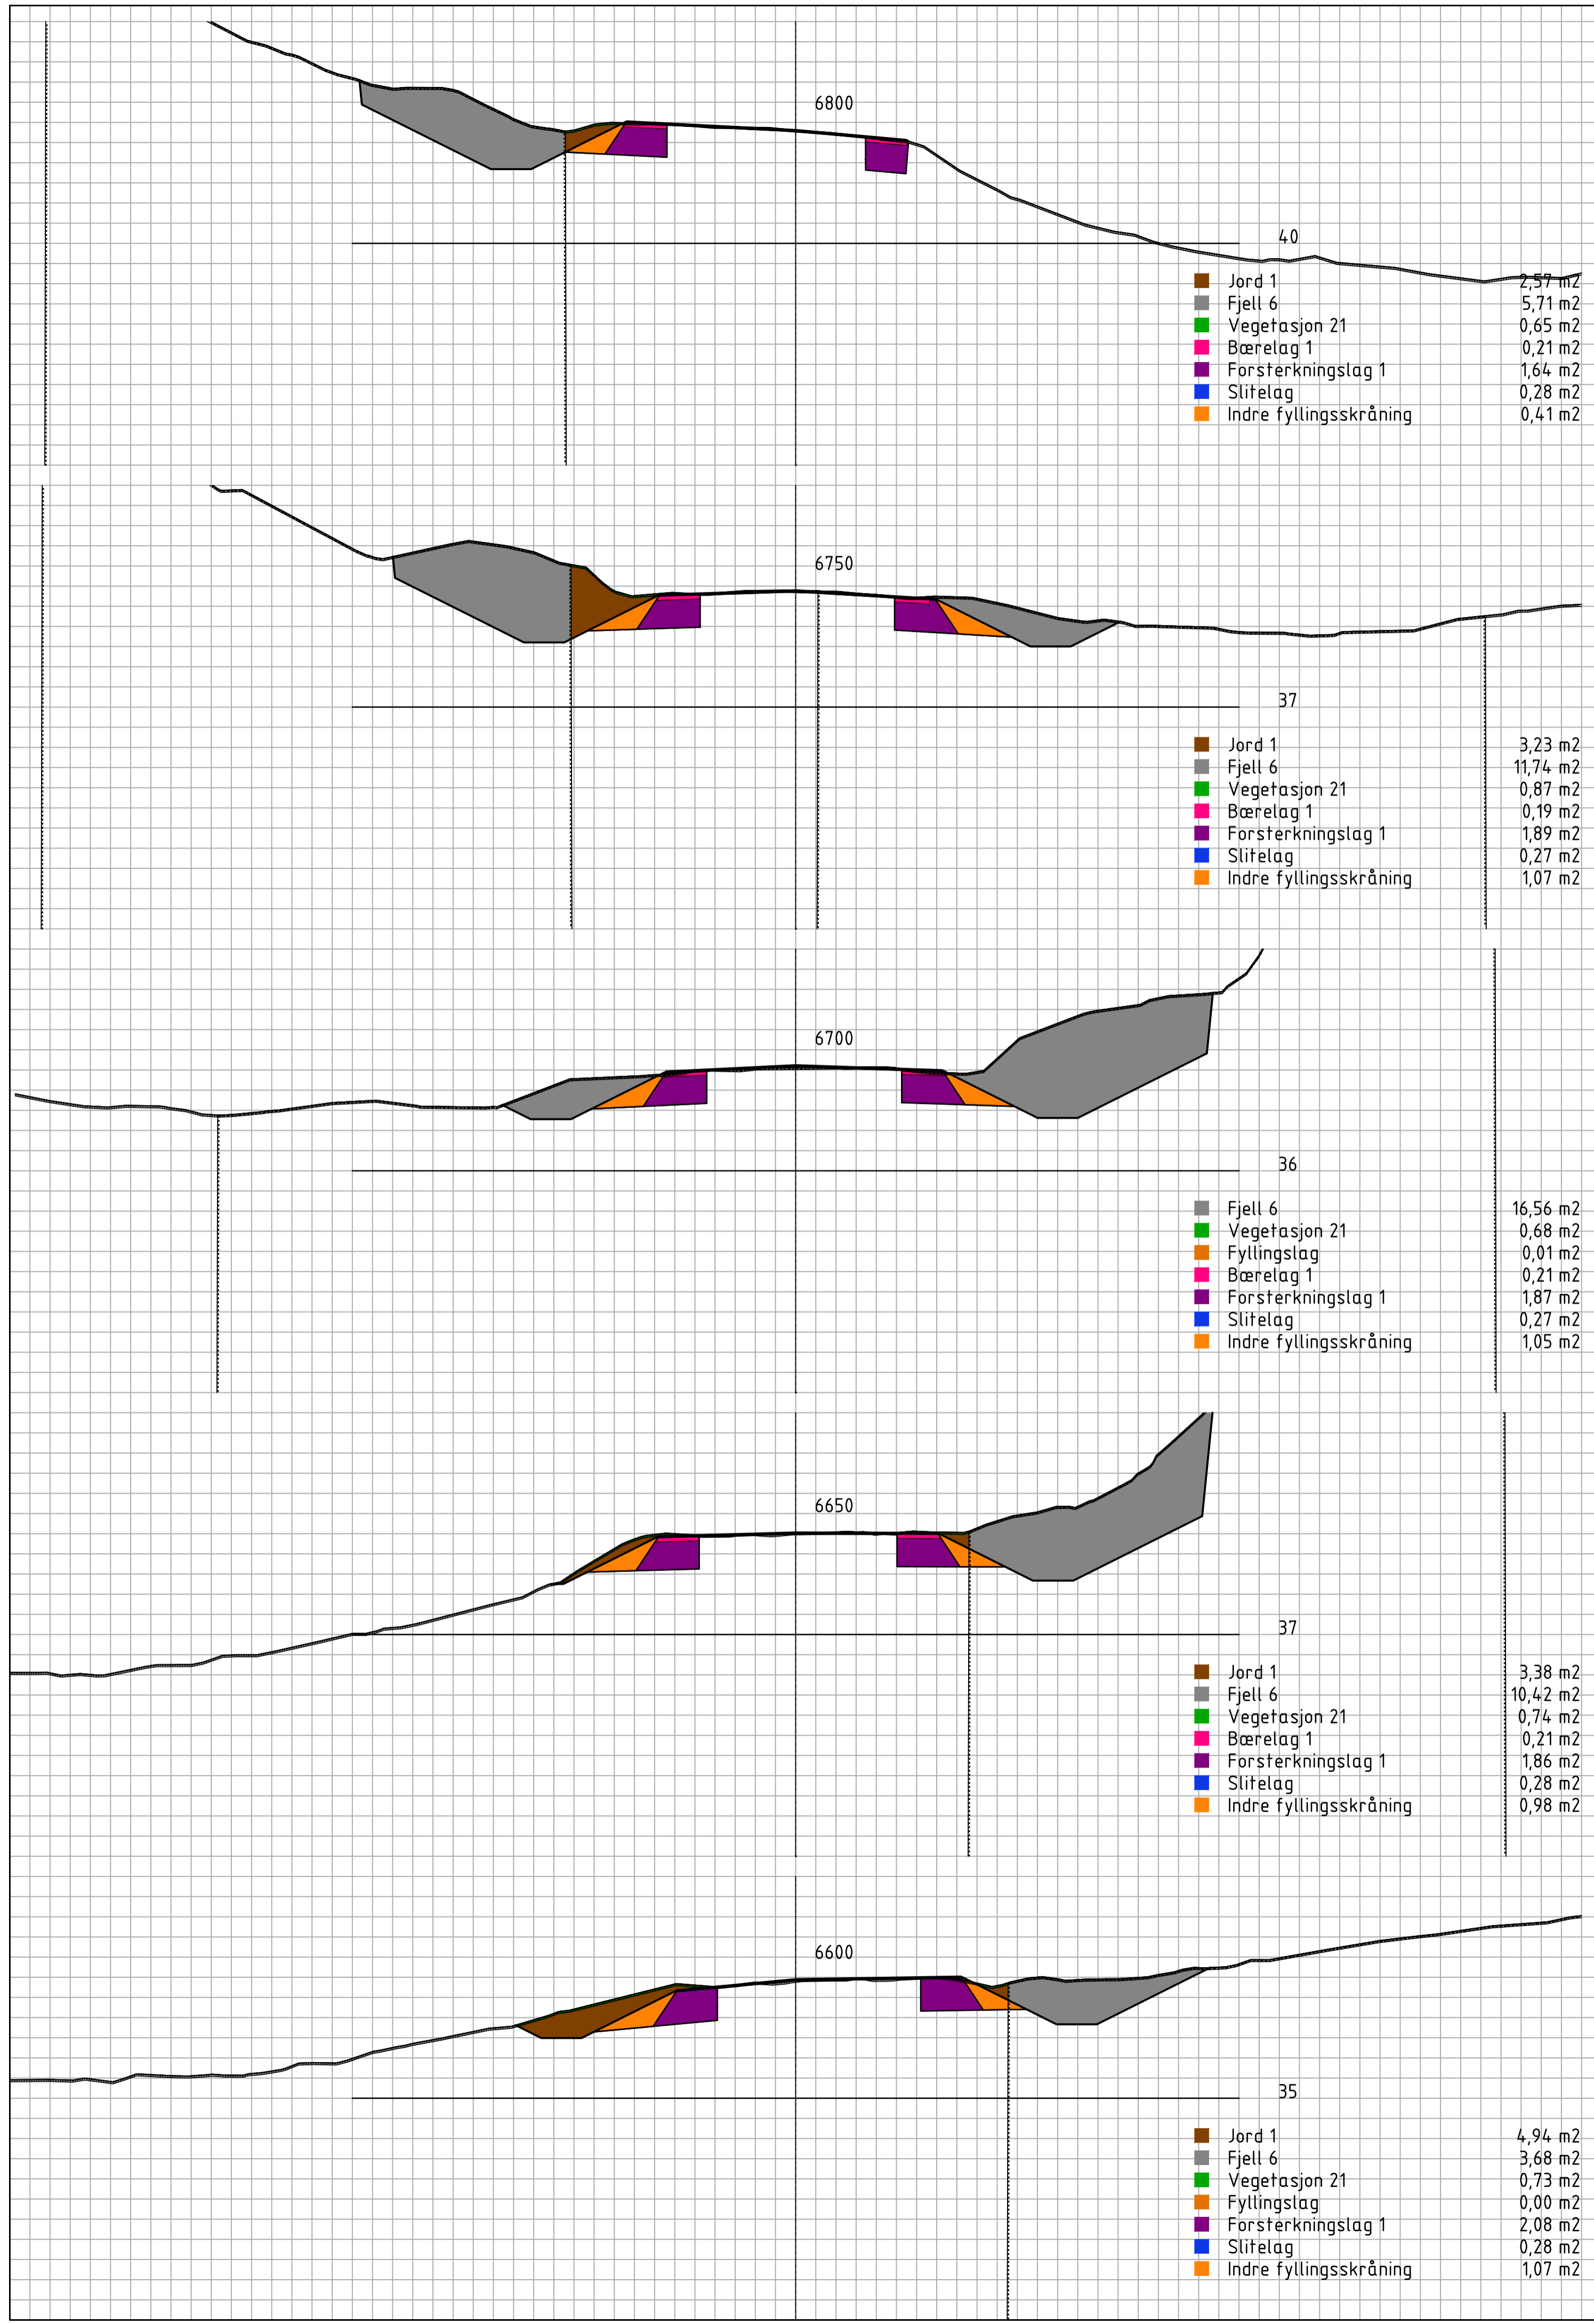 6800
40
Jord 1 2,57 m2
Fjell 6 5,71 m2
Vegetasjon 21 0,65 m2
Bærelag 1 0,21 m2
Forsterkningslag 1 1,64 m2
Slitelag 0,28 m2
Indre fyllingsskråning 0,41 m2
6750
37
Jord 1 3,23 m2
Fjell 6 11,74 m2
Vegetasjon 21 0,87 m2
Bærelag 1 0,19 m2
Forsterkningslag 1 1,89 m2
Slitelag 0,27 m2
Indre fyllingsskråning 1,07 m2
6700
36
Fjell 6 16,56 m2
Vegetasjon 21 0,68 m2
Fyllingslag 0,01 m2
Bærelag 1 0,21 m2
Forsterkningslag 1 1,87 m2
Slitelag 0,27 m2
Indre fyllingsskråning 1,05 m2
6650
37
Jord 1 3,38 m2
Fjell 6 10,42 m2
Vegetasjon 21 0,74 m2
Bærelag 1 0,21 m2
Forsterkningslag 1 1,86 m2
Slitelag 0,28 m2
Indre fyllingsskråning 0,98 m2
6600
35
Jord 1 4,94 m2
Fjell 6 3,68 m2
Vegetasjon 21 0,73 m2
Fyllingslag 0,00 m2
Forsterkningslag 1 2,08 m2
Slitelag 0,28 m2
Indre fyllingsskråning 1,07 m2